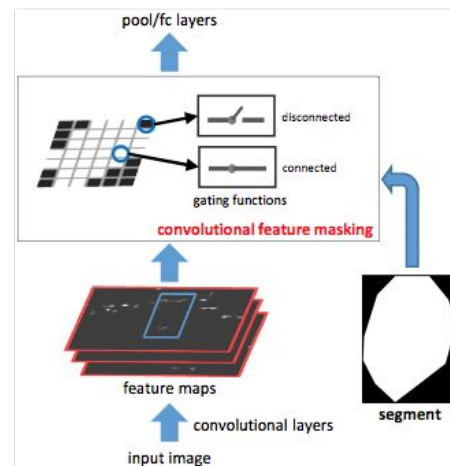 pool/fc layers
disconnected
connected
gating functions
convolutional feature masking
feature maps
segment
convolutional layers
input image